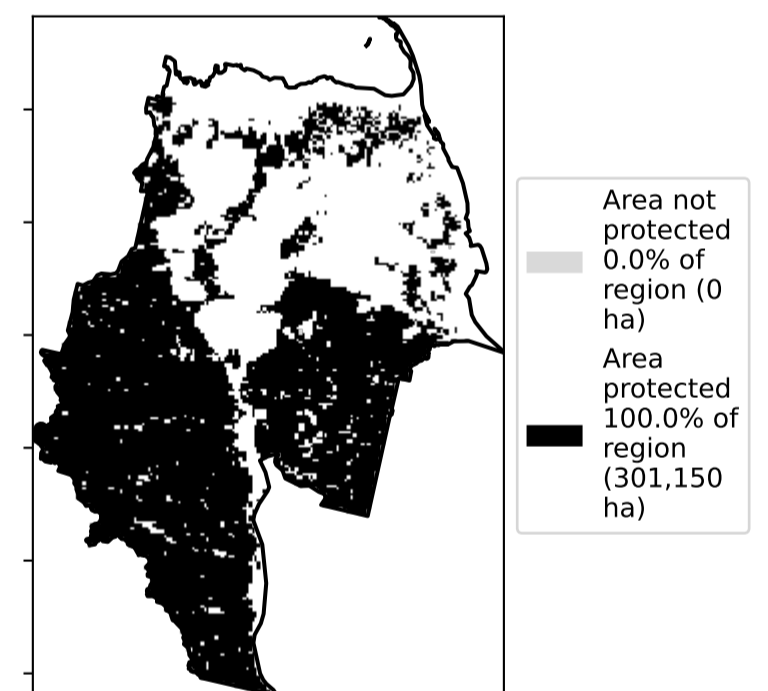 Area not
protected
0.0% of
region (0
ha)
Area
protected
100.0% of
region
(301,150
ha)